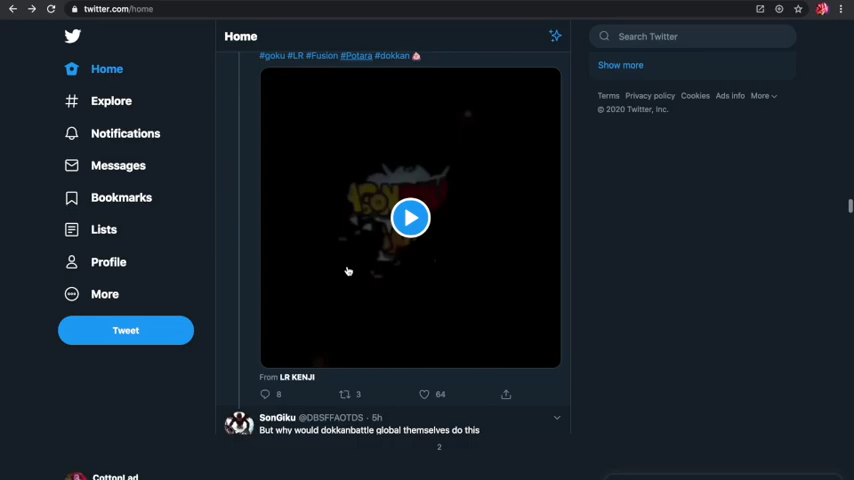 twitter.com/home
Home
Search Twitter
#goku #LR #Fusion #Potara #dokkan
Home
Show more
Explore
Terms Privacy policy Cookies Ads info More
© 2020 Twitter, Inc.
Notifications
Messages
Bookmarks
Lists
Profile
More
Tweet
From LR KENJI
8 3 64
SonGiku @DBSFFAOTDS · 5h
But why would dokkanbattle global themselves do this
2
CottonLad